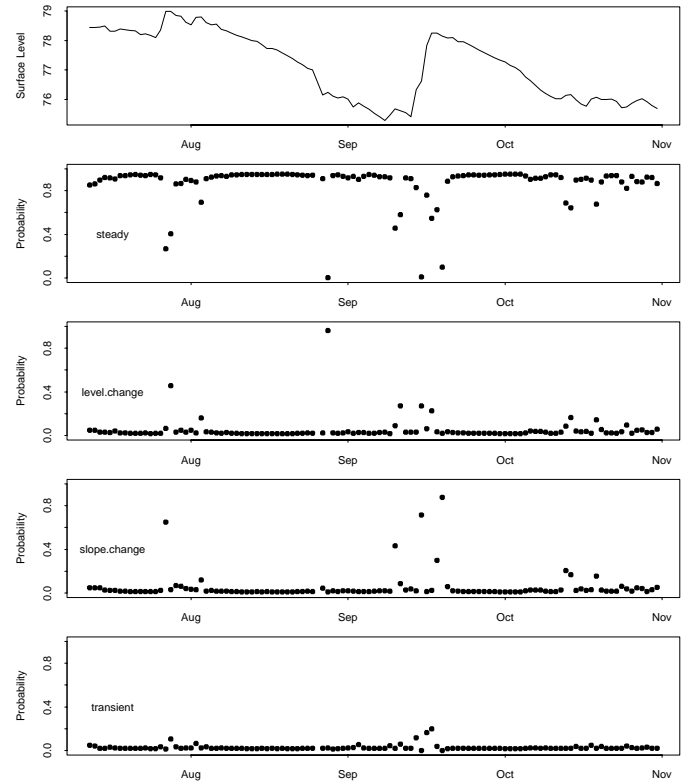 Surface Level
79
78
77
76
Aug
Sep
Oct
Nov
Probability
0.8
0.4
0.0
steady
Aug
Sep
Oct
Nov
Probability
0.8
0.4
0.0
level.change
Aug
Sep
Oct
Nov
Probability
0.8
0.4
0.0
slope.change
Aug
Sep
Oct
Nov
Probability
0.8
0.4
0.0
transient
Aug
Sep
Oct
Nov